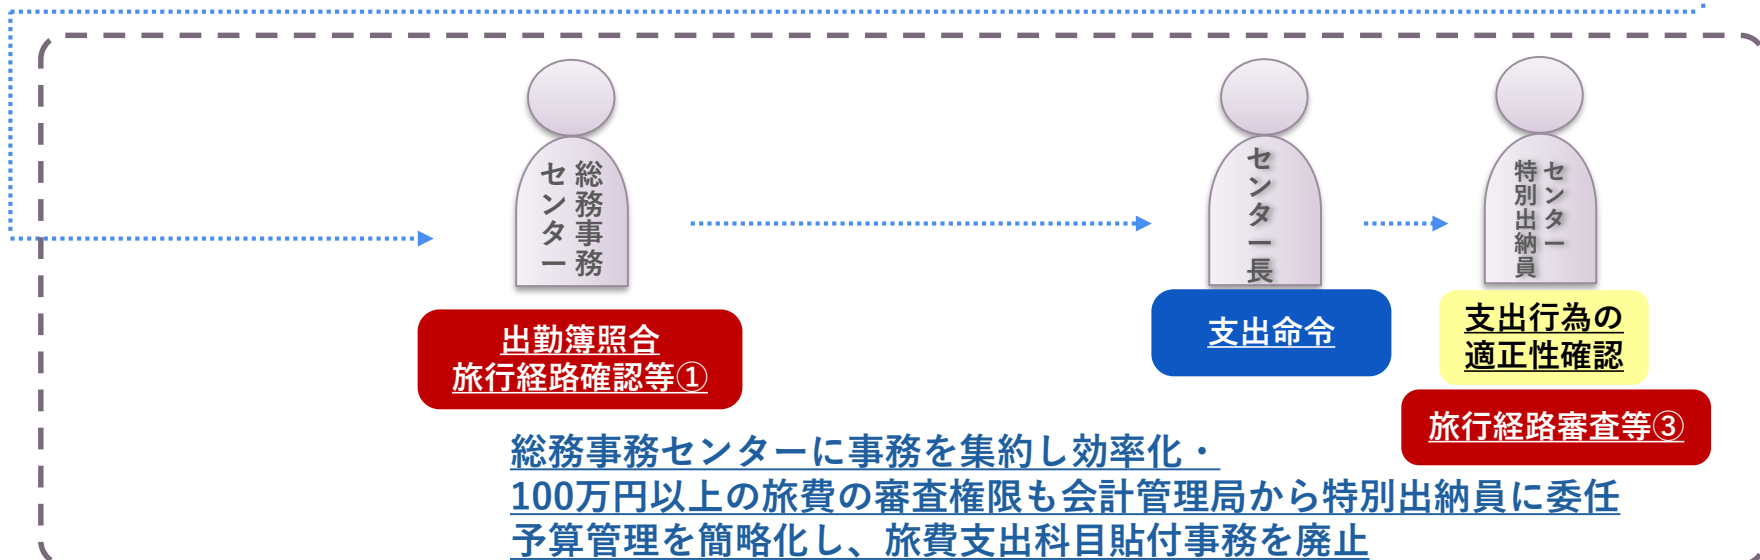 総務事務
センター
センター長
センター
特別出納員
出勤簿照合
旅行経路確認等①
支出命令
支出行為の
適正性確認
旅行経路審査等③
総務事務センターに事務を集約し効率化・
100万円以上の旅費の審査権限も会計管理局から特別出納員に委任
予算管理を簡略化し、旅費支出科目貼付事務を廃止